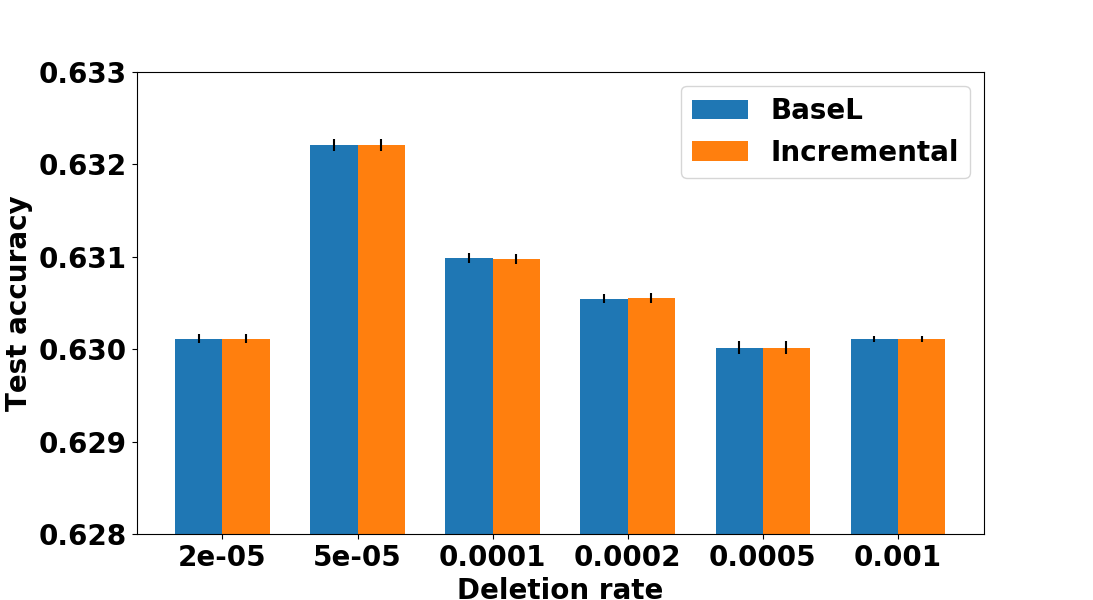 0.633
0.632
0.631
0.630
0.629
0.628
Test accuracy
BaseL
Incremental
2e-05 5e-05 0.0001 0.0002 0.0005 0.001
Deletion rate